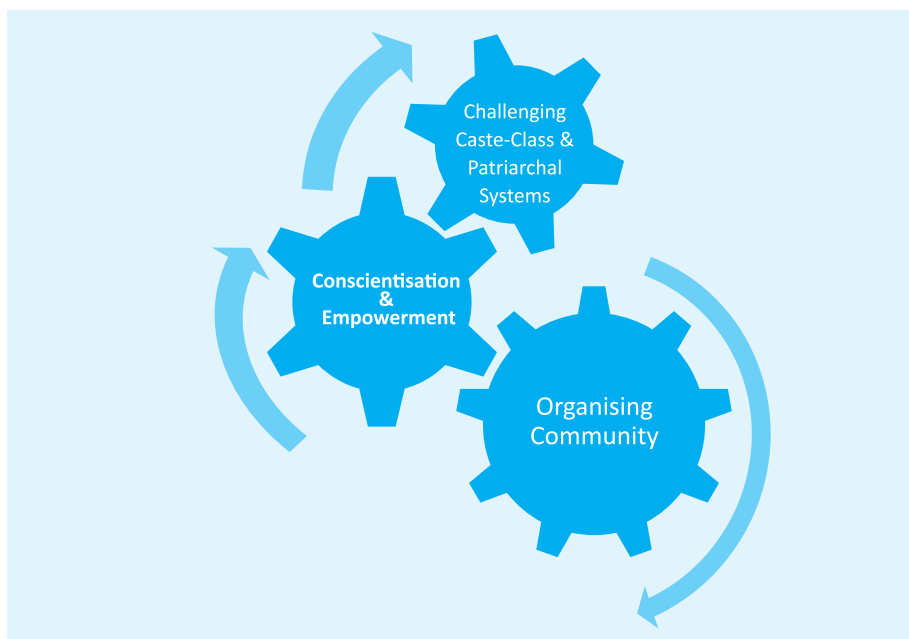 Challenging
Caste-Class &
Patriarchal
Systems
Conscientisation
&
Empowerment
Organising
Community